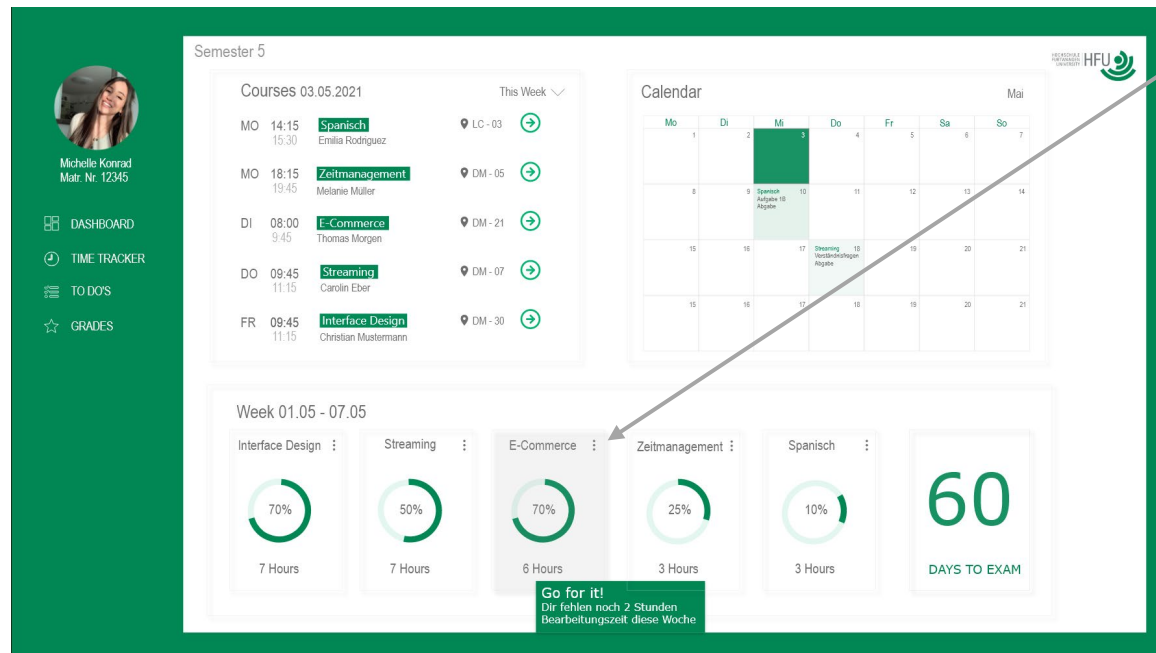 Semester 5
HOCHSCHULE
FURTWANGEN
UNIVERSITY
HFU
Michelle Konrad
Matr. Nr. 12345
DASHBOARD
TIME TRACKER
TO DO'S
GRADES
Courses 03.05.2021
This Week
MO 14:15 Spanisch LC - 03
15:30 Emilia Rodriguez
MO 18:15 Zeitmanagement DM - 05
19:45 Melanie Müller
DI 08:00 E-Commerce DM - 21
9:45 Thomas Morgen
DO 09:45 Streaming DM - 07
11:15 Carolin Eber
FR 09:45 Interface Design DM - 30
11:15 Christian Mustermann
Calendar
Mai
Mo Di Mi Do Fr Sa So
1 2 3 4 5 6 7
8 9 Spanisch 10 11 12 13 14
Aufgabe 1B
Abgabe
15 16 17 Streaming 18 19 20 21
Verständnisfragen
Abgabe
15 16 17 18 19 20 21
Week 01.05 - 07.05
Interface Design
70%
7 Hours
Streaming
50%
7 Hours
E-Commerce
70%
6 Hours
Zeitmanagement
25%
3 Hours
Spanisch
10%
3 Hours
60
DAYS TO EXAM
Go for it!
Dir fehlen noch 2 Stunden
Bearbeitungszeit diese Woche